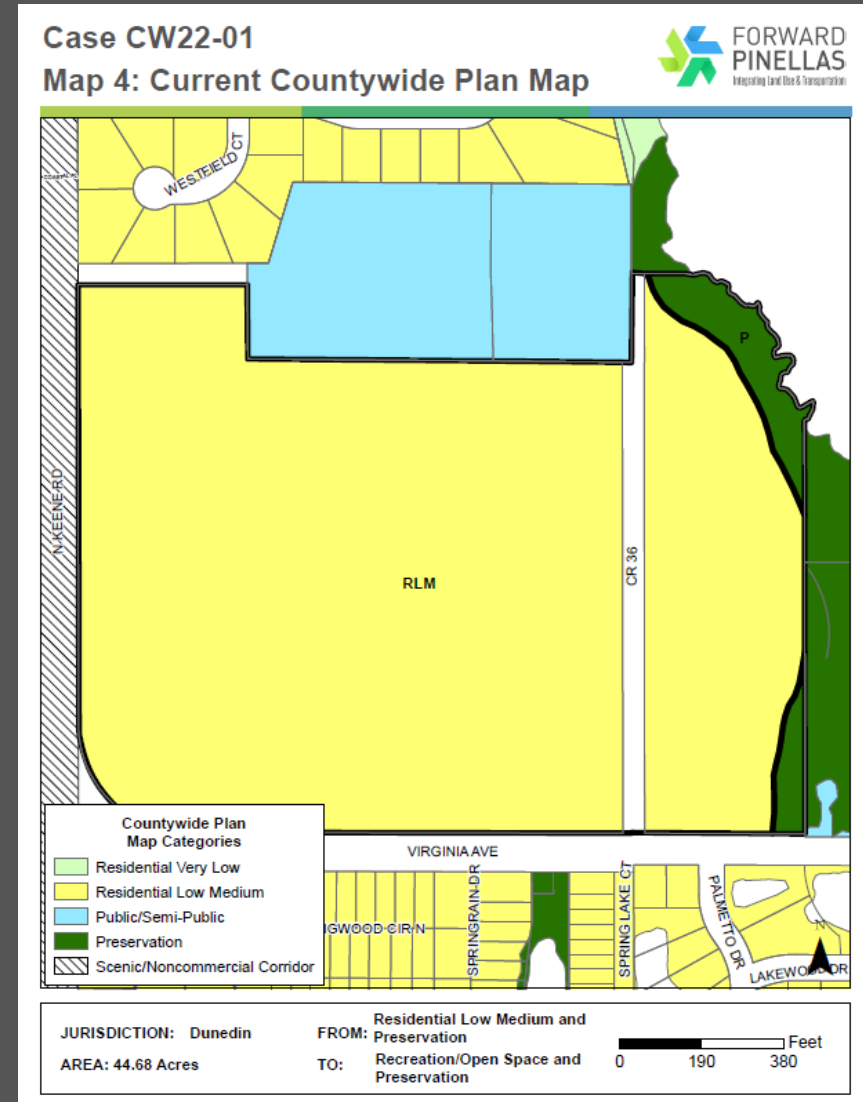 Case CW22-01
Map 4: Current Countywide Plan Map
FORWARD
PINELLAS
Integrating Land Use & Transportation
WESTFIELD CT
P
N KEENE RD
RLM
CR 36
Countywide Plan
Map Categories
Residential Very Low
Residential Low Medium
Public/Semi-Public
Preservation
Scenic/Noncommercial Corridor
VIRGINIA AVE
IGWOOD CIR N
SPRINGRAIN DR
SPRING LAKE CT
PALMETTO DR
N
LAKEWOOD DR
JURISDICTION: Dunedin
AREA: 44.68 Acres
FROM: Residential Low Medium and
Preservation
TO: Recreation/Open Space and
Preservation
Feet
0 190 380